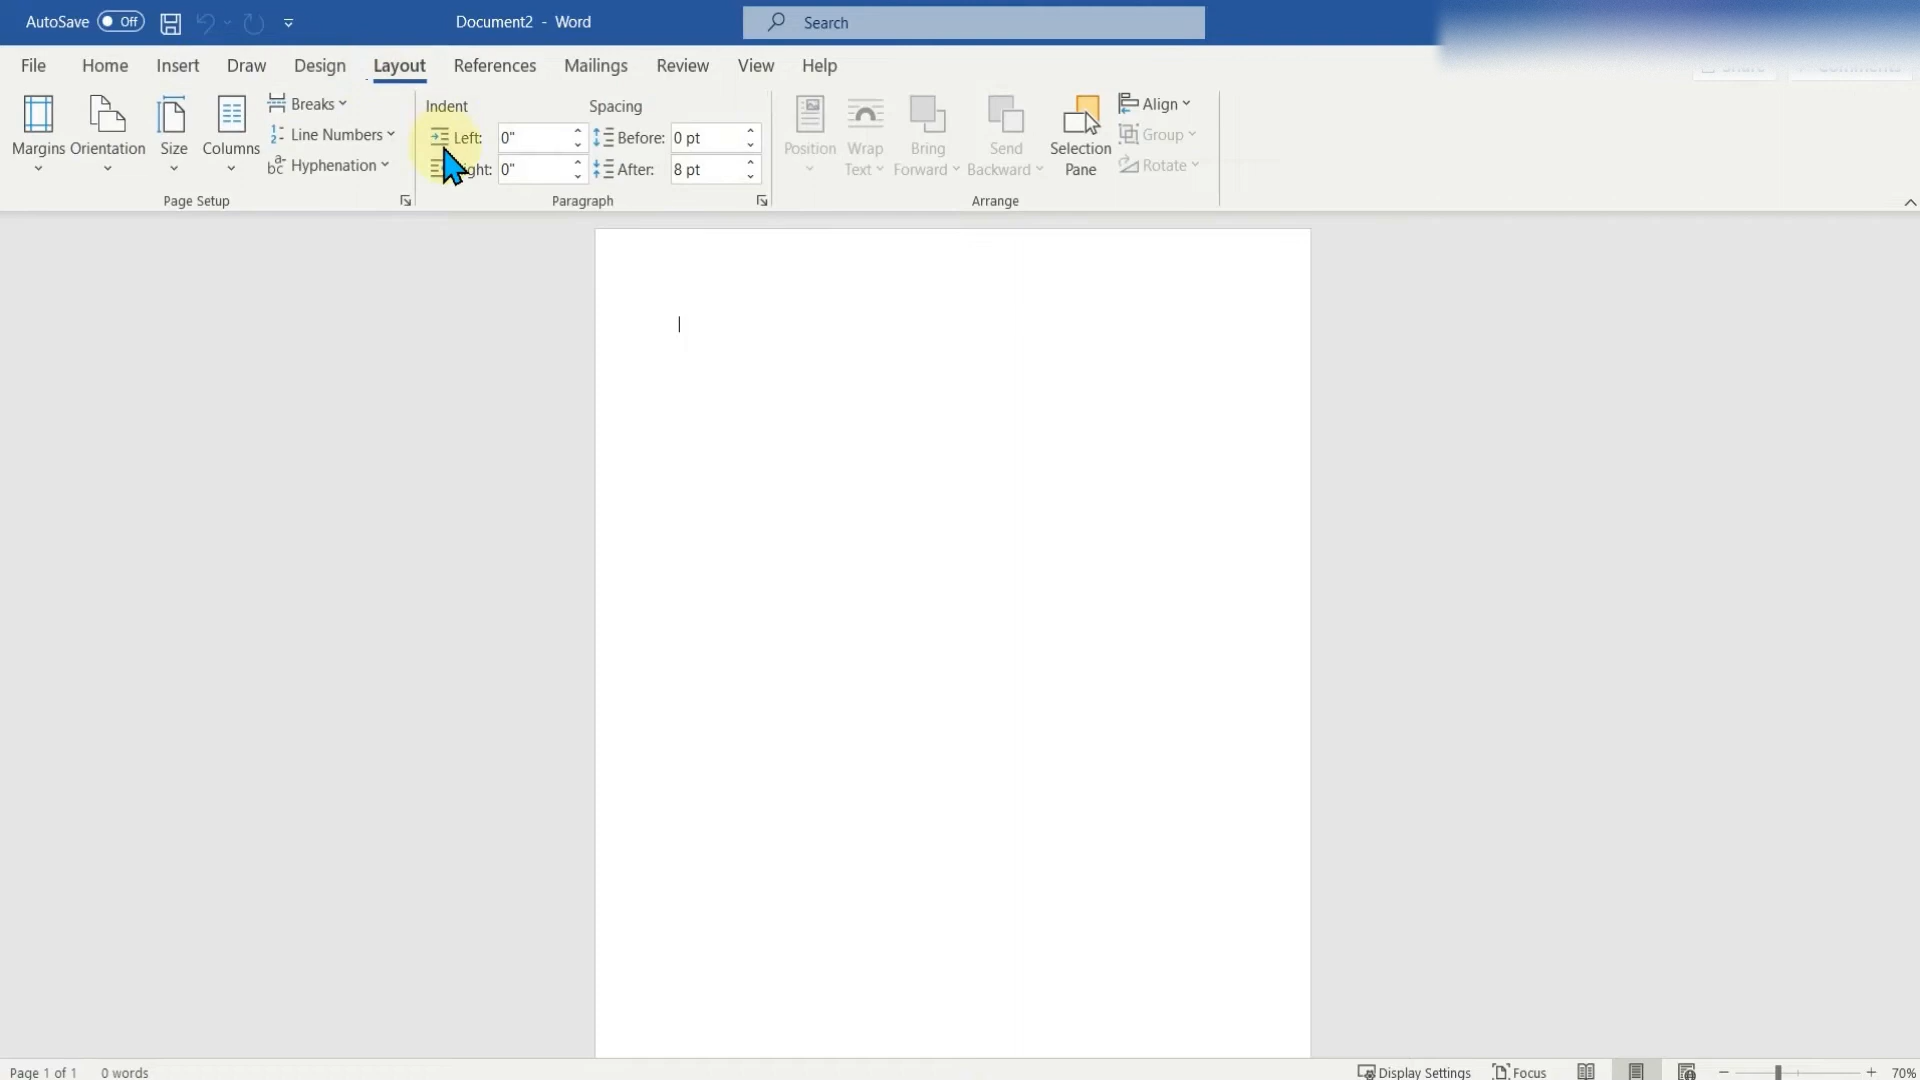 AutoSave Off
Document2 - Word
Search
File Home Insert Draw Design Layout References Mailings Review View Help
Margins
Orientation
Size
Columns
Breaks
Line Numbers
Hyphenation
Page Setup
Indent
Left: 0"
0"
Spacing
Before: 0 pt
After: 8 pt
Paragraph
Position
Wrap
Text
Bring
Forward
Send
Backward
Selection
Pane
Align
Group
Rotate
Arrange
Page 1 of 1 0 words
Display Settings Focus 70%